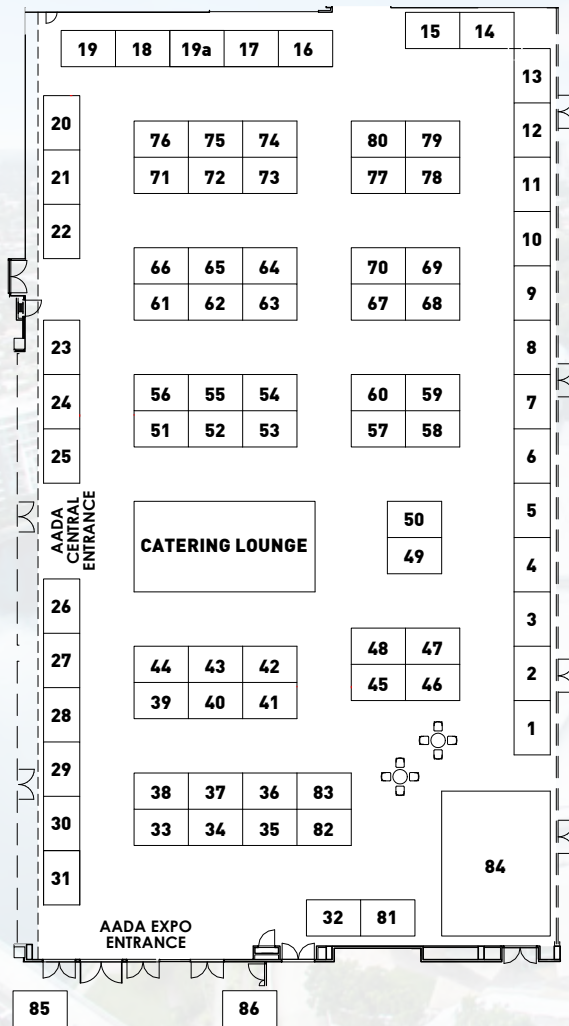 15 14
19 18 19a 17 16
13
20
12
76 75 74 80 79
21
71 72 73 77 78
11
22
10
66 65 64 70 69
9
61 62 63 67 68
23
8
56 55 54 60 59
24
7
51 52 53 57 58
25
6
AADA
CENTRAL
ENTRANCE
50
5
CATERING LOUNGE
49
4
26
3
48 47
27
44 43 42
2
45 46
39 40 41
28
1
29
38 37 36 83
30
33 34 35 82
84
31
32 81
AADA EXPO
ENTRANCE
85 86